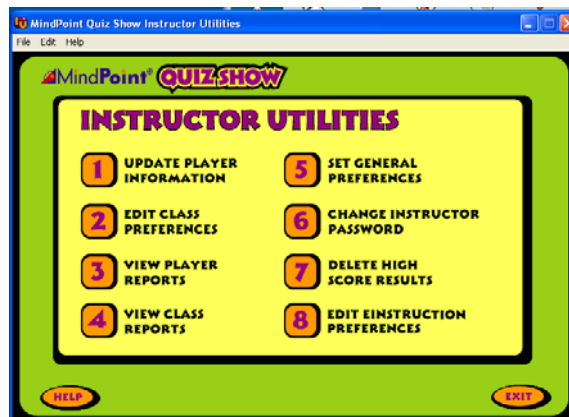 MindPoint Quiz Show Instructor Utilities
File Edit Help
MindPoint® QUIZ SHOW
INSTRUCTOR UTILITIES
1 UPDATE PLAYER
INFORMATION
2 EDIT CLASS
PREFERENCES
3 VIEW PLAYER
REPORTS
4 VIEW CLASS
REPORTS
5 SET GENERAL
PREFERENCES
6 CHANGE INSTRUCTOR
PASSWORD
7 DELETE HIGH
SCORE RESULTS
8 EDIT EINSTRUCTION
PREFERENCES
HELP
EXIT